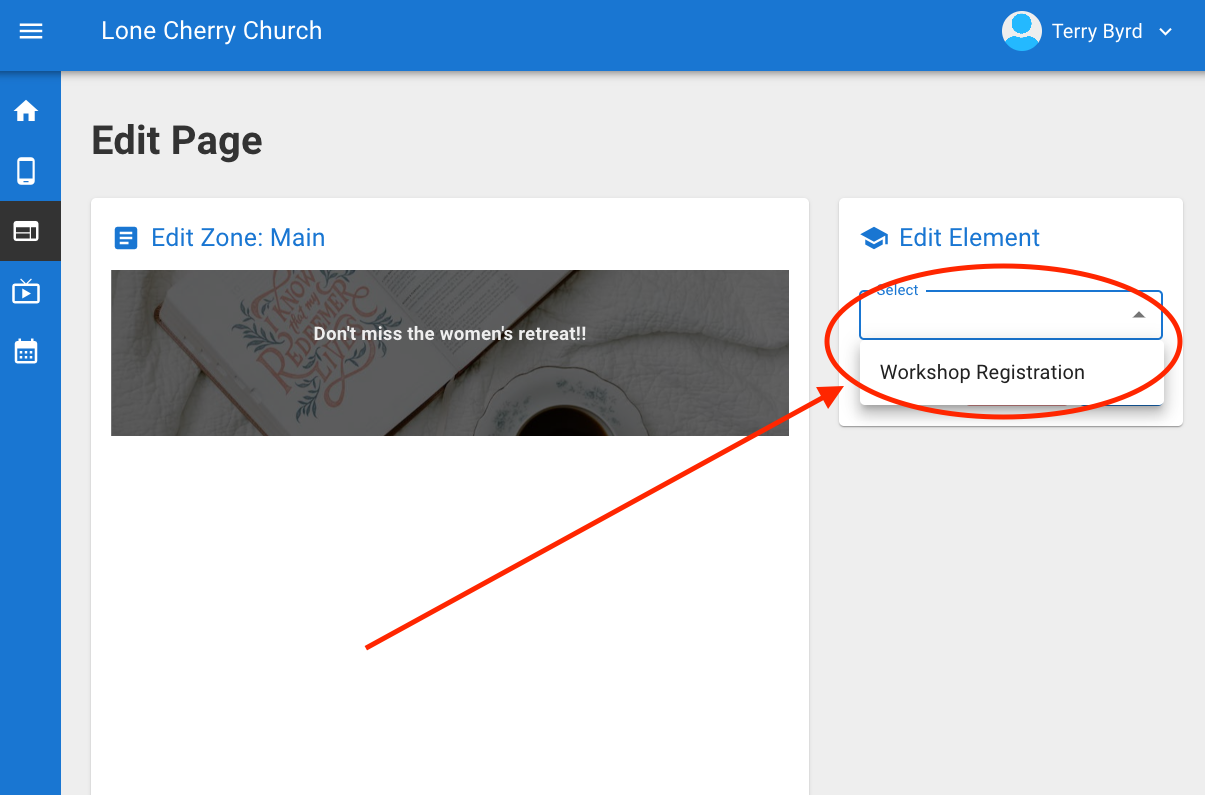 Lone Cherry Church
Terry Byrd
Edit Page
Edit Zone: Main
Edit Element
I KNOW
that my
REDEEMER
LIVES
Don't miss the women's retreat!!
Select
Workshop Registration